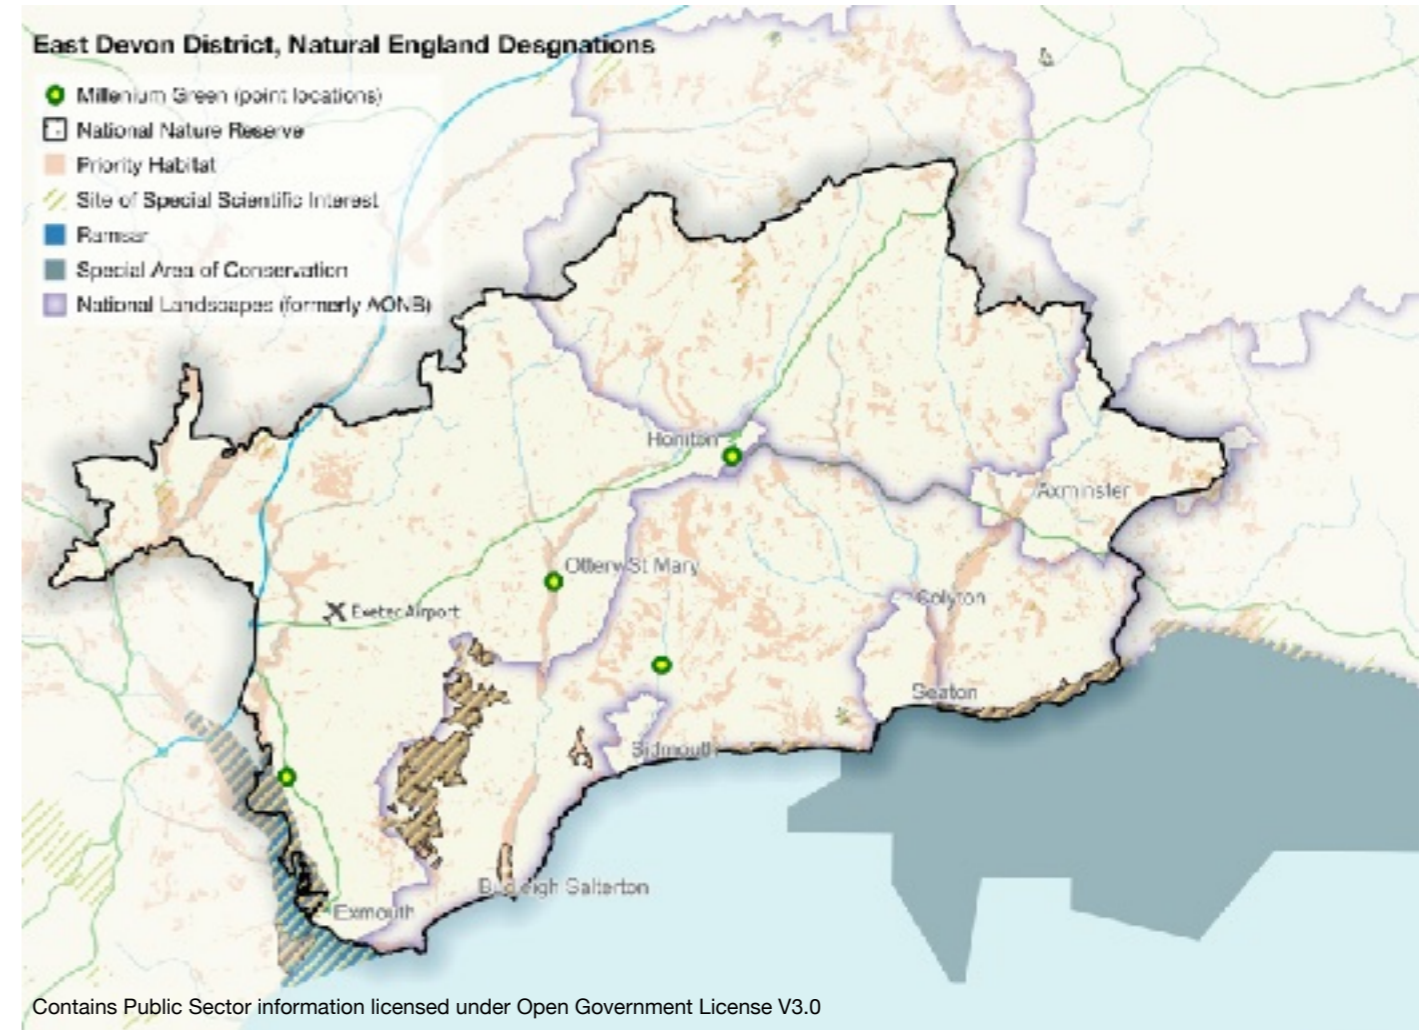 East Devon District, Natural England Desgnations
Millenium Green (point locations)
National Nature Reserve
Priority Habitat
Site of Special Scientific Interest
Ramsar
Special Area of Conservation
National Landscapes (formerly AONB)
Honiton
Axminster
Ottery St Mary
Colyton
Exeter Airport
Seaton
Sidmouth
Budleigh Salterton
Exmouth
Contains Public Sector information licensed under Open Government License V3.0